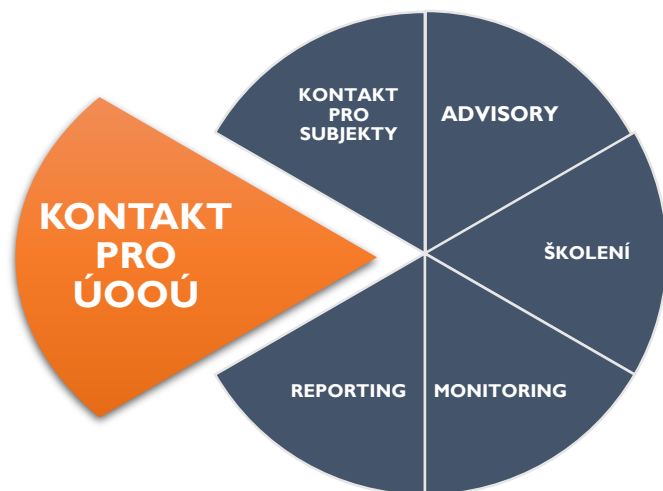 KONTAKT
PRO
SUBJEKTY
ADVISORY
KONTAKT
PRO
ÚOOÚ
ŠKOLENÍ
REPORTING
MONITORING